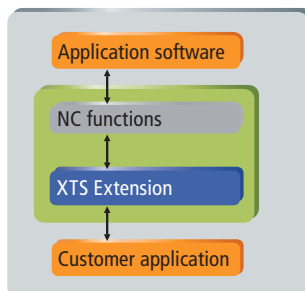 Application software
NC functions
XTS Extension
Customer application